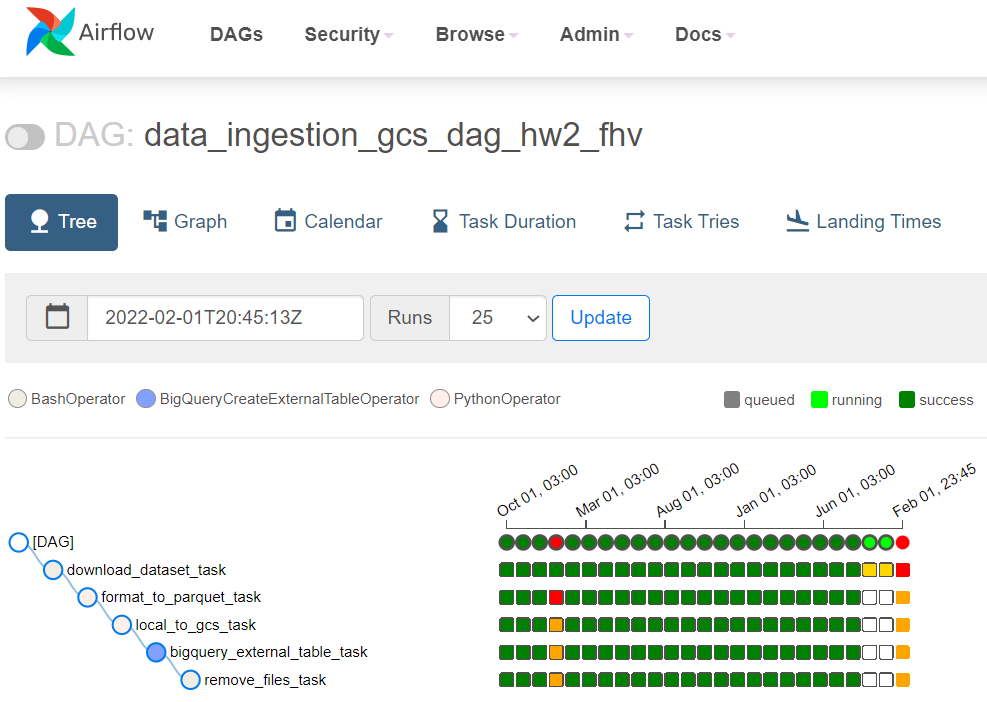 Airflow DAGs Security Browse Admin Docs
DAG: data_ingestion_gcs_dag_hw2_fhv
Tree Graph Calendar Task Duration Task Tries Landing Times
2022-02-01T20:45:13Z Runs 25 Update
BashOperator BigQueryCreateExternalTableOperator PythonOperator queued running success
Oct 01, 03:00 Mar 01, 03:00 Aug 01, 03:00 Jan 01, 03:00 Jun 01, 03:00 Feb 01, 23:45
[DAG]
download_dataset_task
format_to_parquet_task
local_to_gcs_task
bigquery_external_table_task
remove_files_task